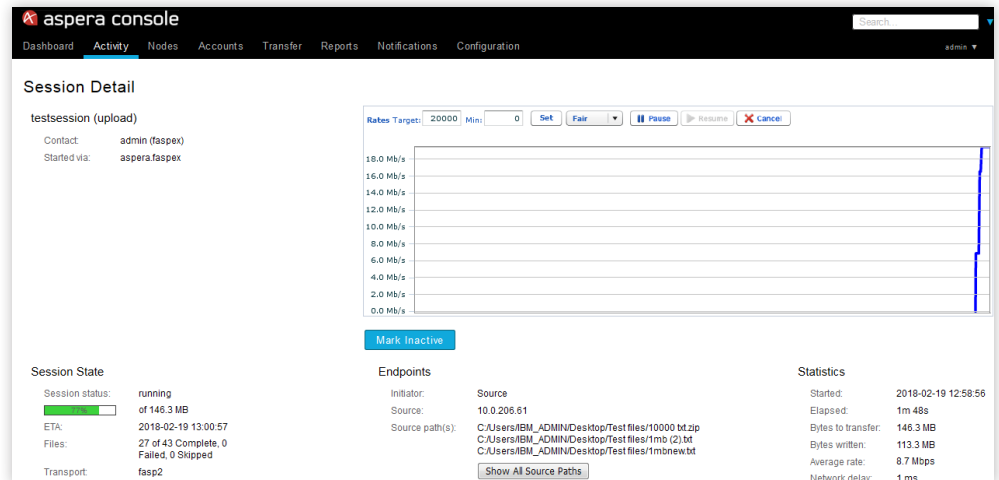 aspera console
Search...
Dashboard Activity Nodes Accounts Transfer Reports Notifications Configuration
admin ▼
Session Detail
testsession (upload)
Contact: admin (faspex)
Started via: aspera.faspex
Rates Target: 20000 Min: 0 Set Fair Pause Resume Cancel
18.0 Mb/s
16.0 Mb/s
14.0 Mb/s
12.0 Mb/s
10.0 Mb/s
8.0 Mb/s
6.0 Mb/s
4.0 Mb/s
2.0 Mb/s
0.0 Mb/s
Mark Inactive
Session State
Session status: running
77% of 146.3 MB
ETA: 2018-02-19 13:00:57
Files: 27 of 43 Complete, 0
Failed, 0 Skipped
Transport: fasp2
Endpoints
Initiator: Source
Source: 10.0.206.61
Source path(s): C:/Users/IBM_ADMIN/Desktop/Test files/10000 txt.zip
C:/Users/IBM_ADMIN/Desktop/Test files/1mb (2).txt
C:/Users/IBM_ADMIN/Desktop/Test files/1mbnew.txt
Show All Source Paths
Statistics
Started: 2018-02-19 12:58:56
Elapsed: 1m 48s
Bytes to transfer: 146.3 MB
Bytes written: 113.3 MB
Average rate: 8.7 Mbps
Network delay: 1 ms